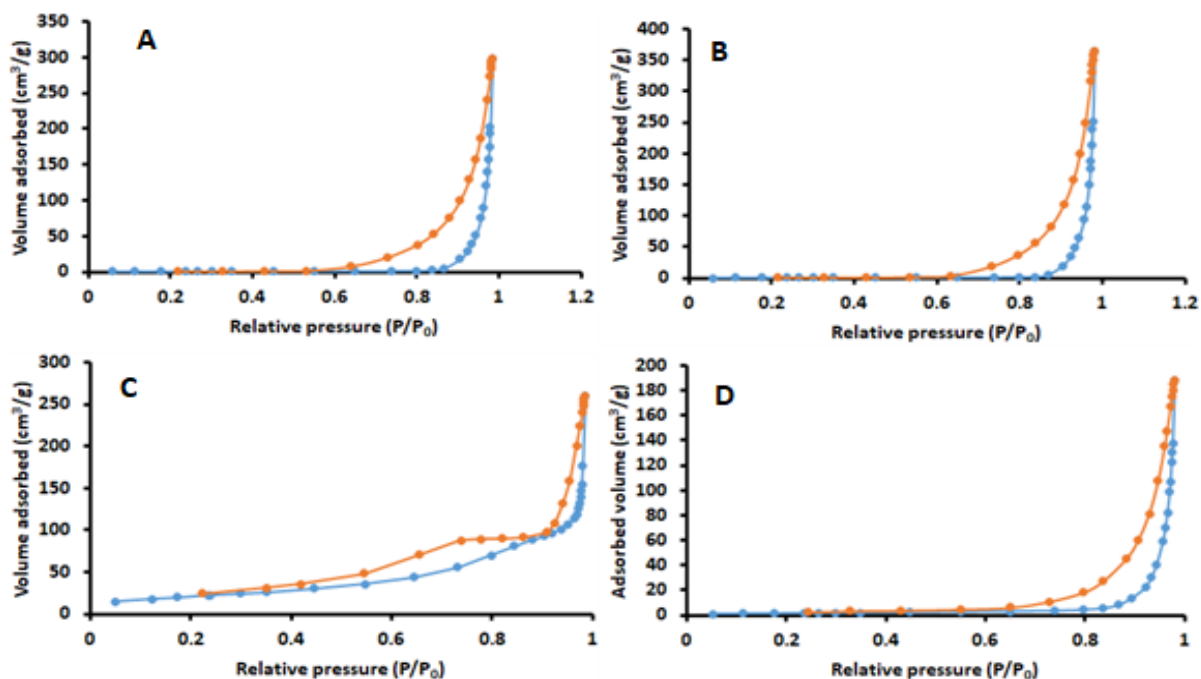 A
Volume adsorbed (cm³/g)
350
300
250
200
150
100
50
0
0 0.2 0.4 0.6 0.8 1 1.2
Relative pressure (P/P₀)
B
Volume adsorbed (cm³/g)
400
350
300
250
200
150
100
50
0
0 0.2 0.4 0.6 0.8 1 1.2
Relative pressure (P/P₀)
C
Volume adsorbed (cm³/g)
300
250
200
150
100
50
0
0 0.2 0.4 0.6 0.8 1
Relative pressure (P/P₀)
D
Adsorbed volume (cm³/g)
200
180
160
140
120
100
80
60
40
20
0
0 0.2 0.4 0.6 0.8 1
Relative pressure (P/P₀)